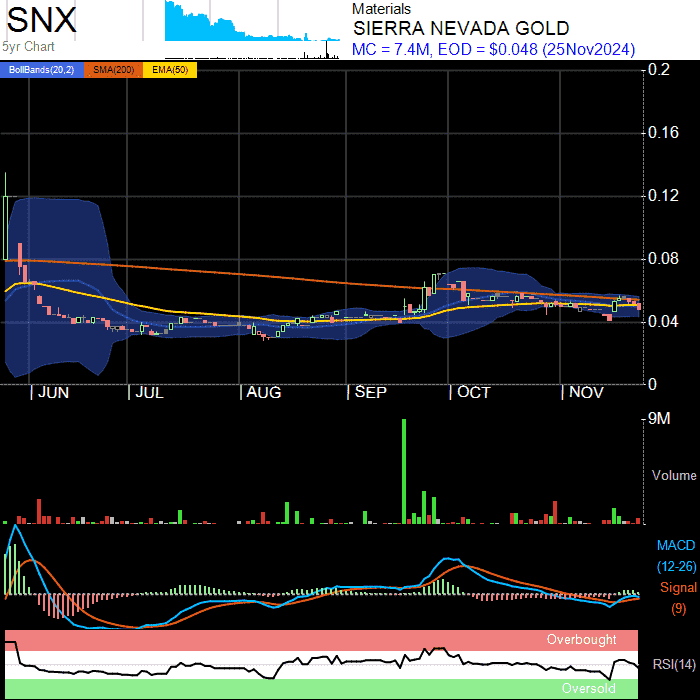 SNX
5yr Chart
Materials
SIERRA NEVADA GOLD
MC = 7.4M, EOD = $0.048 (25Nov2024)
BollBands(20,2) SMA(200) EMA(50)
0.2
0.16
0.12
0.08
0.04
0
JUN JUL AUG SEP OCT NOV
9M
Volume
MACD
(12-26)
Signal
(9)
Overbought
RSI(14)
Oversold